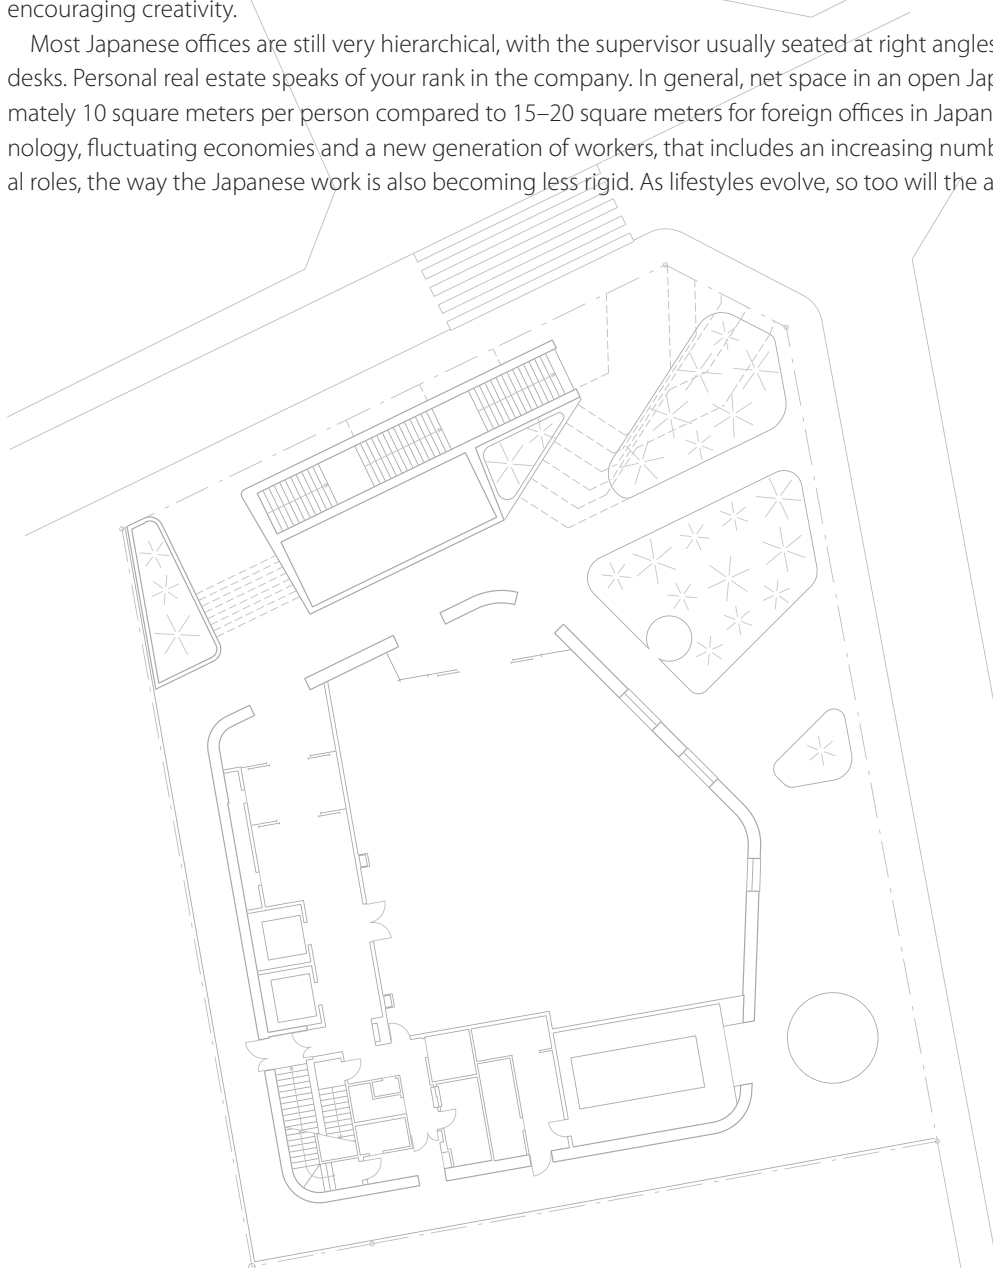 encouraging creativity.
Most Japanese offices are still very hierarchical, with the supervisor usually seated at right angles
desks. Personal real estate speaks of your rank in the company. In general, net space in an open Jap
mately 10 square meters per person compared to 15–20 square meters for foreign offices in Japan
nology, fluctuating economies and a new generation of workers, that includes an increasing numb
al roles, the way the Japanese work is also becoming less rigid. As lifestyles evolve, so too will the a